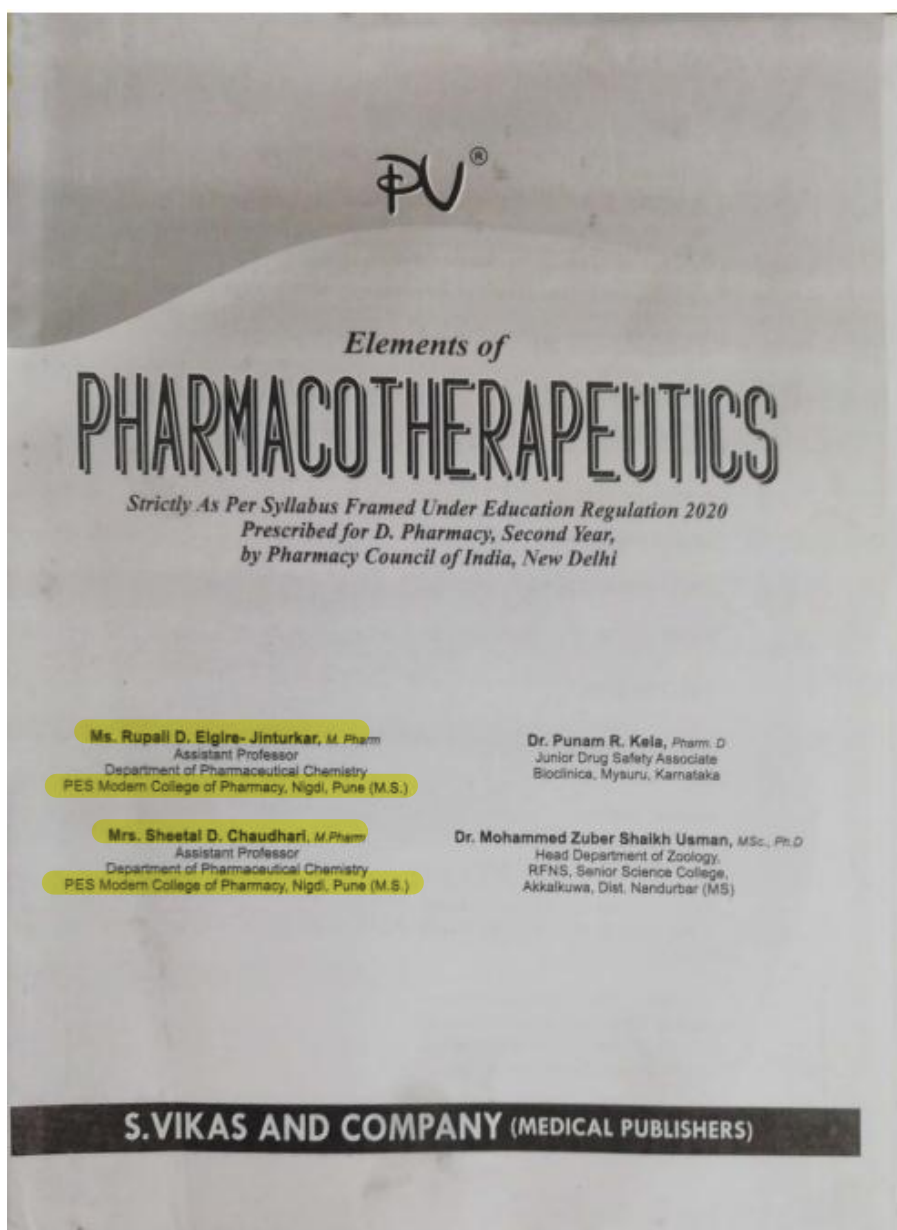 PV®
Elements of
PHARMACOTHERAPEUTICS
Strictly As Per Syllabus Framed Under Education Regulation 2020
Prescribed for D. Pharmacy, Second Year,
by Pharmacy Council of India, New Delhi
Ms. Rupali D. Elgire- Jinturkar, M. Pharm
Assistant Professor
Department of Pharmaceutical Chemistry
PES Modern College of Pharmacy, Nigdi, Pune (M.S.)
Mrs. Sheetal D. Chaudhari, M.Pharm
Assistant Professor
Department of Pharmaceutical Chemistry
PES Modern College of Pharmacy, Nigdi, Pune (M.S.)
Dr. Punam R. Kela, Pharm. D
Junior Drug Safety Associate
Bioclinica, Mysuru, Karnataka
Dr. Mohammed Zuber Shaikh Usman, MSc., Ph.D
Head Department of Zoology,
RFNS, Senior Science College,
Akkalkuwa, Dist. Nandurbar (MS)
S.VIKAS AND COMPANY (MEDICAL PUBLISHERS)